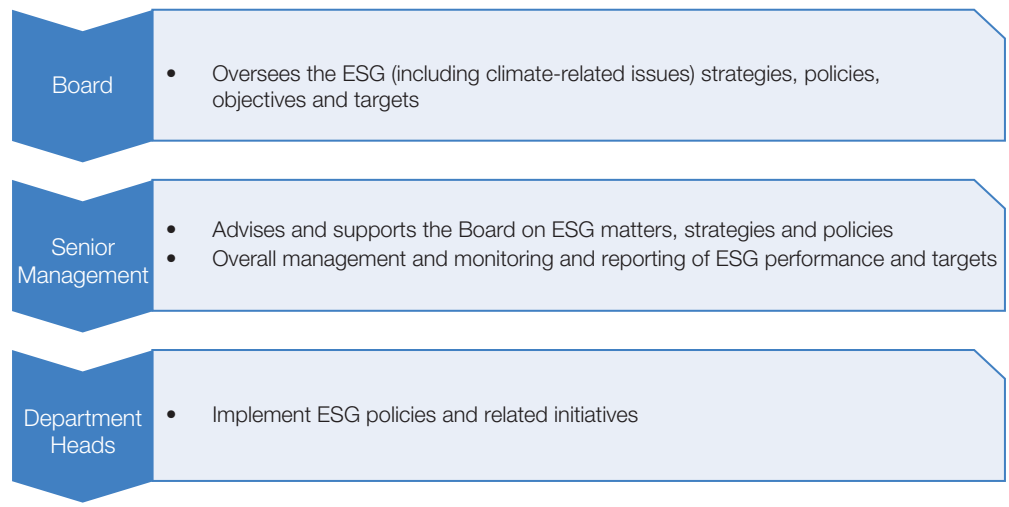 Board
• Oversees the ESG (including climate-related issues) strategies, policies,
objectives and targets
Senior
Management
• Advises and supports the Board on ESG matters, strategies and policies
• Overall management and monitoring and reporting of ESG performance and targets
Department
Heads
• Implement ESG policies and related initiatives